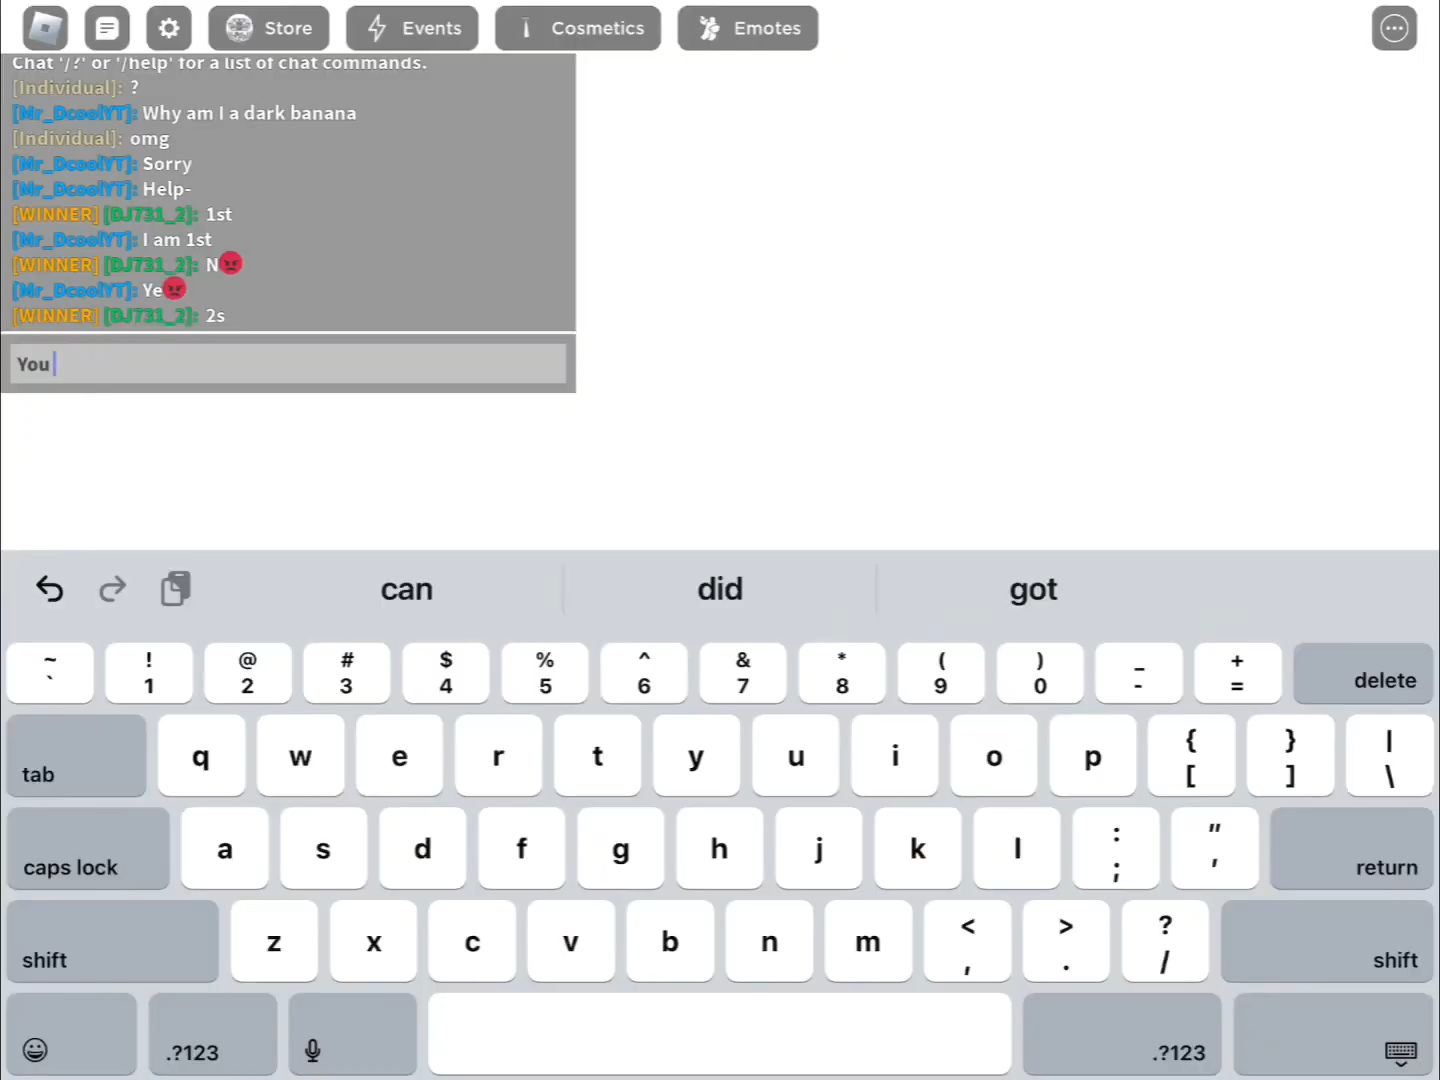 Store Events Cosmetics Emotes
Chat '/?' or '/help' for a list of chat commands.
[Individual]: ?
[Mr_DcoolYT]: Why am I a dark banana
[Individual]: omg
[Mr_DcoolYT]: Sorry
[Mr_DcoolYT]: Help-
[WINNER] [DJ731_2]: 1st
[Mr_DcoolYT]: I am 1st
[WINNER] [DJ731_2]: N😡
[Mr_DcoolYT]: Ye😡
[WINNER] [DJ731_2]: 2s
You
can did got
~ ! @ # $ % ^ & * ( ) _ +
` 1 2 3 4 5 6 7 8 9 0 - = delete
tab q w e r t y u i o p { } |
[ ] \
caps lock a s d f g h j k l : "
; ' return
shift z x c v b n m < > ?
, . / shift
.?123 .?123